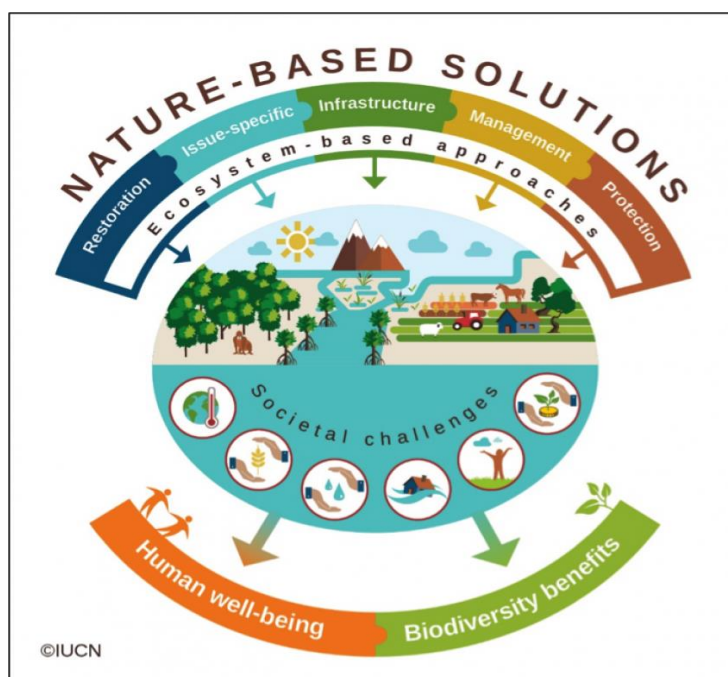 NATURE-BASED SOLUTIONS
Restoration
Issue-specific
Infrastructure
Management
Protection
Ecosystem-based approaches
Societal challenges
Human well-being
Biodiversity benefits
©IUCN